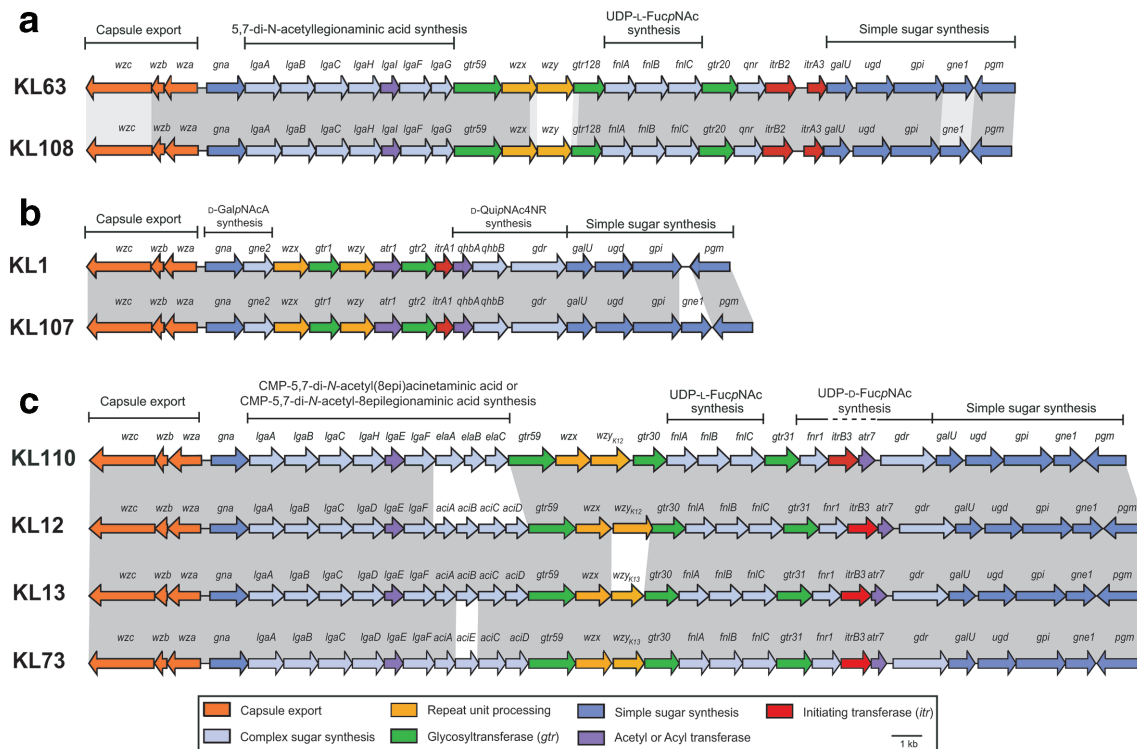 a
Capsule export
5,7-di-N-acetyllegionaminic acid synthesis
UDP-L-FucpNAc
synthesis
Simple sugar synthesis
wzc wzb wza gna lgaA lgaB lgaC lgaH lgaI lgaF lgaG gtr59 wzx wzy gtr128 fnlA fnlB fnlC gtr20 qnr itrB2 itrA3 galU ugd gpi gne1 pgm
KL63
wzc wzb wza gna lgaA lgaB lgaC lgaH lgaI lgaF lgaG gtr59 wzx wzy gtr128 fnlA fnlB fnlC gtr20 qnr itrB2 itrA3 galU ugd gpi gne1 pgm
KL108
b
Capsule export
D-GalpNAcA
synthesis
D-QuipNAc4NR
synthesis
Simple sugar synthesis
wzc wzb wza gna gne2 wzx gtr1 wzy atr1 gtr2 itrA1 qhbA qhbB gdr galU ugd gpi pgm
KL1
wzc wzb wza gna gne2 wzx gtr1 wzy atr1 gtr2 itrA1 qhbA qhbB gdr galU ugd gpi gne1 pgm
KL107
c
Capsule export
CMP-5,7-di-N-acetyl(8epi)acinetaminic acid or
CMP-5,7-di-N-acetyl-8epilegionaminic acid synthesis
UDP-L-FucpNAc
synthesis
UDP-D-FucpNAc
synthesis
Simple sugar synthesis
wzc wzb wza gna lgaA lgaB lgaC lgaH lgaE lgaF elaA elaB elaC gtr59 wzx wzyK12 gtr30 fnlA fnlB fnlC gtr31 fnr1 itrB3 atr7 gdr galU ugd gpi gne1 pgm
KL110
wzc wzb wza gna lgaA lgaB lgaC lgaD lgaE lgaF aciA aciB aciC aciD gtr59 wzx wzyK12 gtr30 fnlA fnlB fnlC gtr31 fnr1 itrB3 atr7 gdr galU ugd gpi gne1 pgm
KL12
wzc wzb wza gna lgaA lgaB lgaC lgaD lgaE lgaF aciA aciB aciC aciD gtr59 wzx wzyK13 gtr30 fnlA fnlB fnlC gtr31 fnr1 itrB3 atr7 gdr galU ugd gpi gne1 pgm
KL13
wzc wzb wza gna lgaA lgaB lgaC lgaD lgaE lgaF aciA aciE aciC aciD gtr59 wzx wzyK13 gtr30 fnlA fnlB fnlC gtr31 fnr1 itrB3 atr7 gdr galU ugd gpi gne1 pgm
KL73
Capsule export Repeat unit processing Simple sugar synthesis Initiating transferase (itr)
Complex sugar synthesis Glycosyltransferase (gtr) Acetyl or Acyl transferase 1 kb